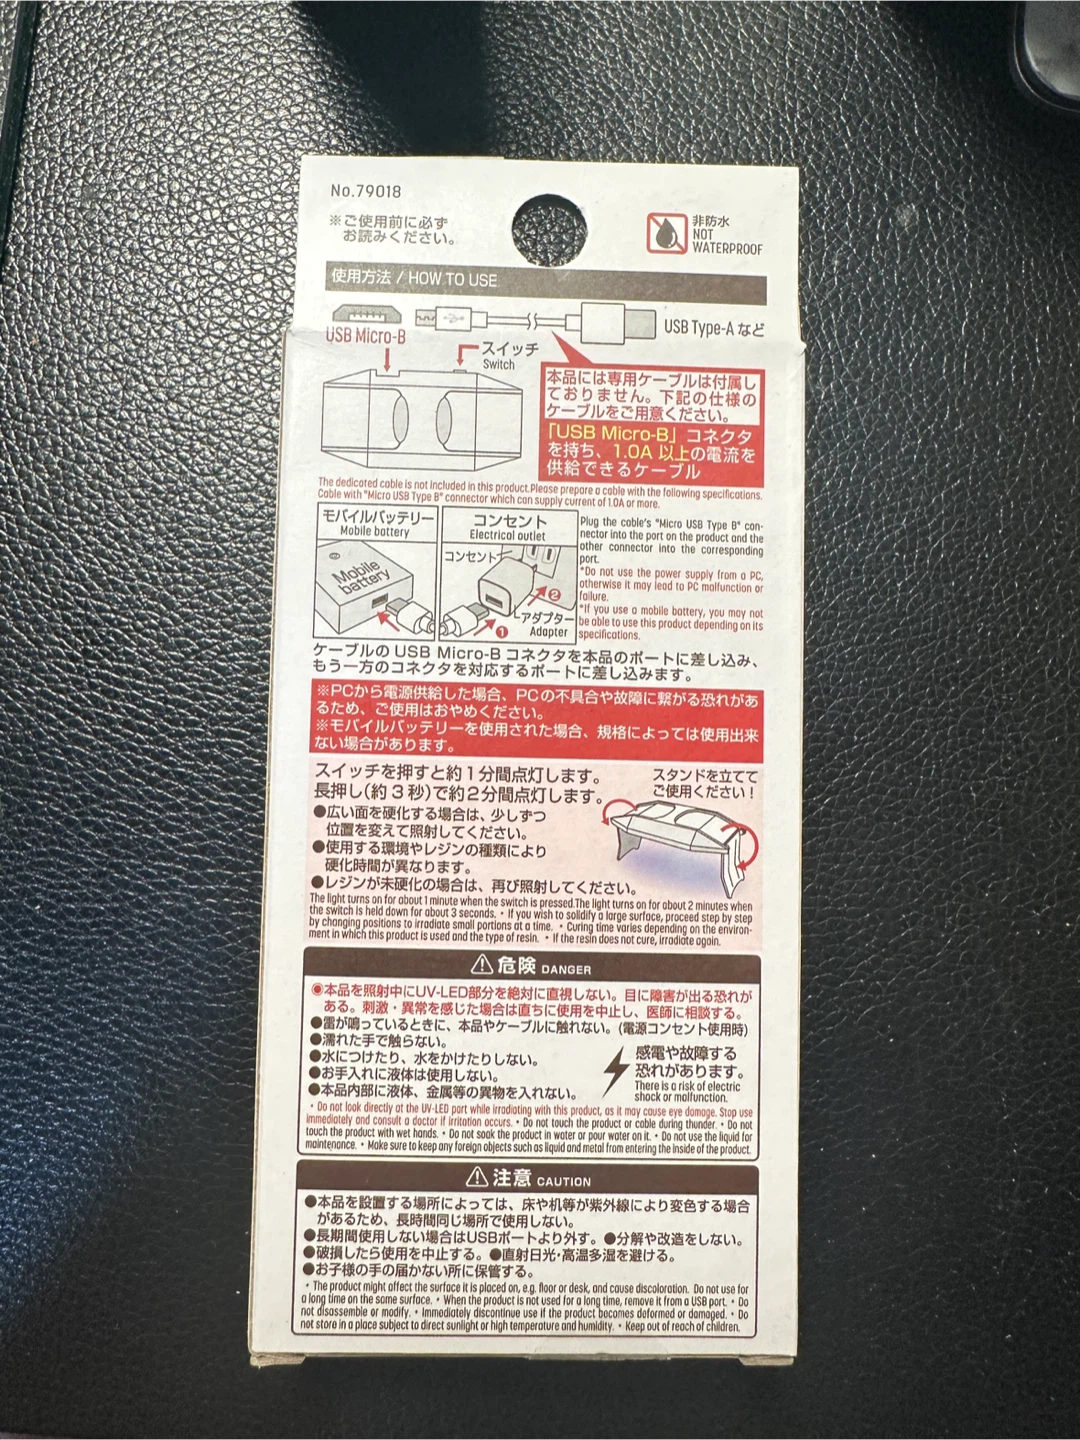 No.79018
※ご使用前に必ず
お読みください。
非防水
NOT
WATERPROOF
使用方法 / HOW TO USE
USB Micro-B
USB Type-A など
スイッチ
Switch
本品には専用ケーブルは付属し
ておりません。下記の仕様の
ケーブルをご用意ください。
「USB Micro-B」コネクタ
を持ち、1.0A 以上の電流を
供給できるケーブル
The dedicated cable is not included in this product.Please prepare a cable with the following specifications.
Cable with "Micro USB Type B" connector which can supply current of 1.0A or more.
モバイルバッテリー
Mobile battery
Mobile
battery
コンセント
Electrical outlet
コンセント
アダプター
Adapter
❶
❷
Plug the cable's "Micro USB Type B" con-
nector into the port on the product and the
other connector into the corresponding
port.
*Do not use the power supply from a PC,
otherwise it may lead to PC malfunction or
failure.
*If you use a mobile battery, you may not
be able to use this product depending on its
specifications.
ケーブルの USB Micro-B コネクタを本品のポートに差し込み、
もう一方のコネクタを対応するポートに差し込みます。
※PCから電源供給した場合、PCの不具合や故障に繋がる恐れがあ
るため、ご使用はおやめください。
※モバイルバッテリーを使用された場合、規格によっては使用出来
ない場合があります。
スイッチを押すと約1分間点灯します。
長押し(約3秒)で約2分間点灯します。
●広い面を硬化する場合は、少しずつ
位置を変えて照射してください。
●使用する環境やレジンの種類により
硬化時間が異なります。
●レジンが未硬化の場合は、再び照射してください。
スタンドを立てて
ご使用ください！
The light turns on for about 1 minute when the switch is pressed.The light turns on for about 2 minutes when
the switch is held down for about 3 seconds. • If you wish to solidify a large surface, proceed step by step
by changing positions to irradiate small portions at a time. • Curing time varies depending on the environ-
ment in which this product is used and the type of resin. • If the resin does not cure, irradiate again.
⚠危険 DANGER
◉本品を照射中にUV-LED部分を絶対に直視しない。目に障害が出る恐れが
ある。刺激・異常を感じた場合は直ちに使用を中止し、医師に相談する。
●雷が鳴っているときに、本品やケーブルに触れない。(電源コンセント使用時)
●濡れた手で触らない。
●水につけたり、水をかけたりしない。
●お手入れに液体は使用しない。
●本品内部に液体、金属等の異物を入れない。
感電や故障する
恐れがあります。
There is a risk of electric
shock or malfunction.
• Do not look directly at the UV-LED part while irradiating with this product, as it may cause eye damage. Stop use
immediately and consult a doctor if irritation occurs. • Do not touch the product or cable during thunder. • Do not
touch the product with wet hands. • Do not soak the product in water or pour water on it. • Do not use the liquid for
maintenance. • Make sure to keep any foreign objects such as liquid and metal from entering the inside of the product.
⚠注意 CAUTION
●本品を設置する場所によっては、床や机等が紫外線により変色する場合
があるため、長時間同じ場所で使用しない。
●長期間使用しない場合はUSBポートより外す。●分解や改造をしない。
●破損したら使用を中止する。●直射日光・高温多湿を避ける。
●お子様の手の届かない所に保管する。
• The product might affect the surface it is placed on, e.g. floor or desk, and cause discoloration. Do not use for
a long time on the same surface. • When the product is not used for a long time, remove it from a USB port. • Do
not disassemble or modify. • Immediately discontinue use if the product becomes deformed or damaged. • Do
not store in a place subject to direct sunlight or high temperature and humidity. • Keep out of reach of children.